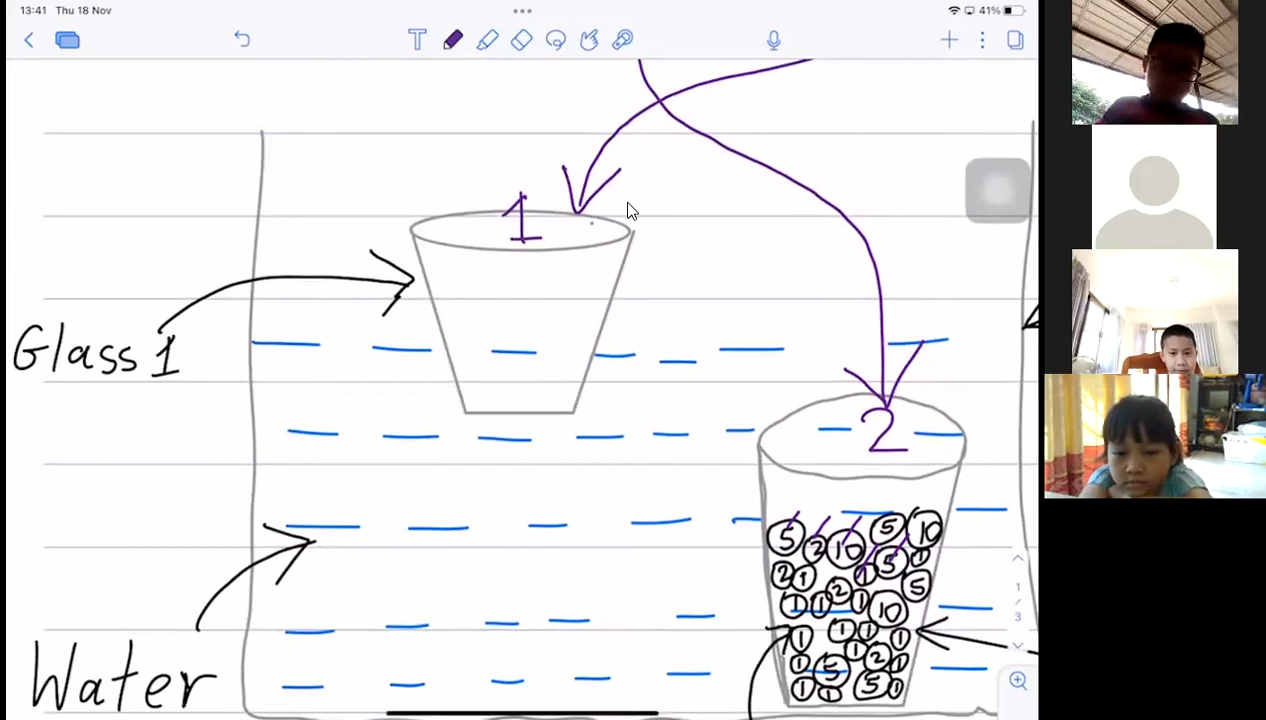 13:41 Thu 18 Nov
41%
T
1
Glass 1
2
5 2 10 5 10
2 1 1 5 1
1 1 2 1 10 5
1 1 1 1
1 5 1 2 1
1 1 5 1
1
/
3
Water